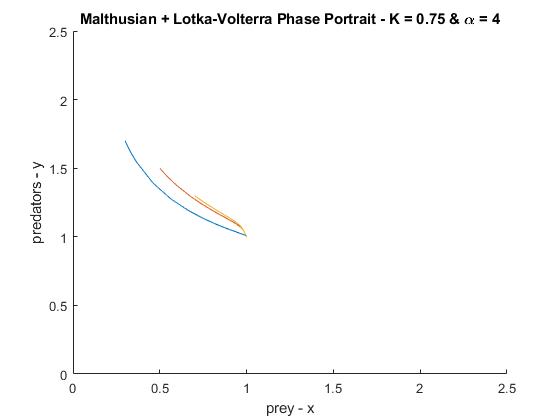 Malthusian + Lotka-Volterra Phase Portrait - K = 0.75 & α = 4
2.5
2
1.5
1
0.5
0
predators - y
0 0.5 1 1.5 2 2.5
prey - x